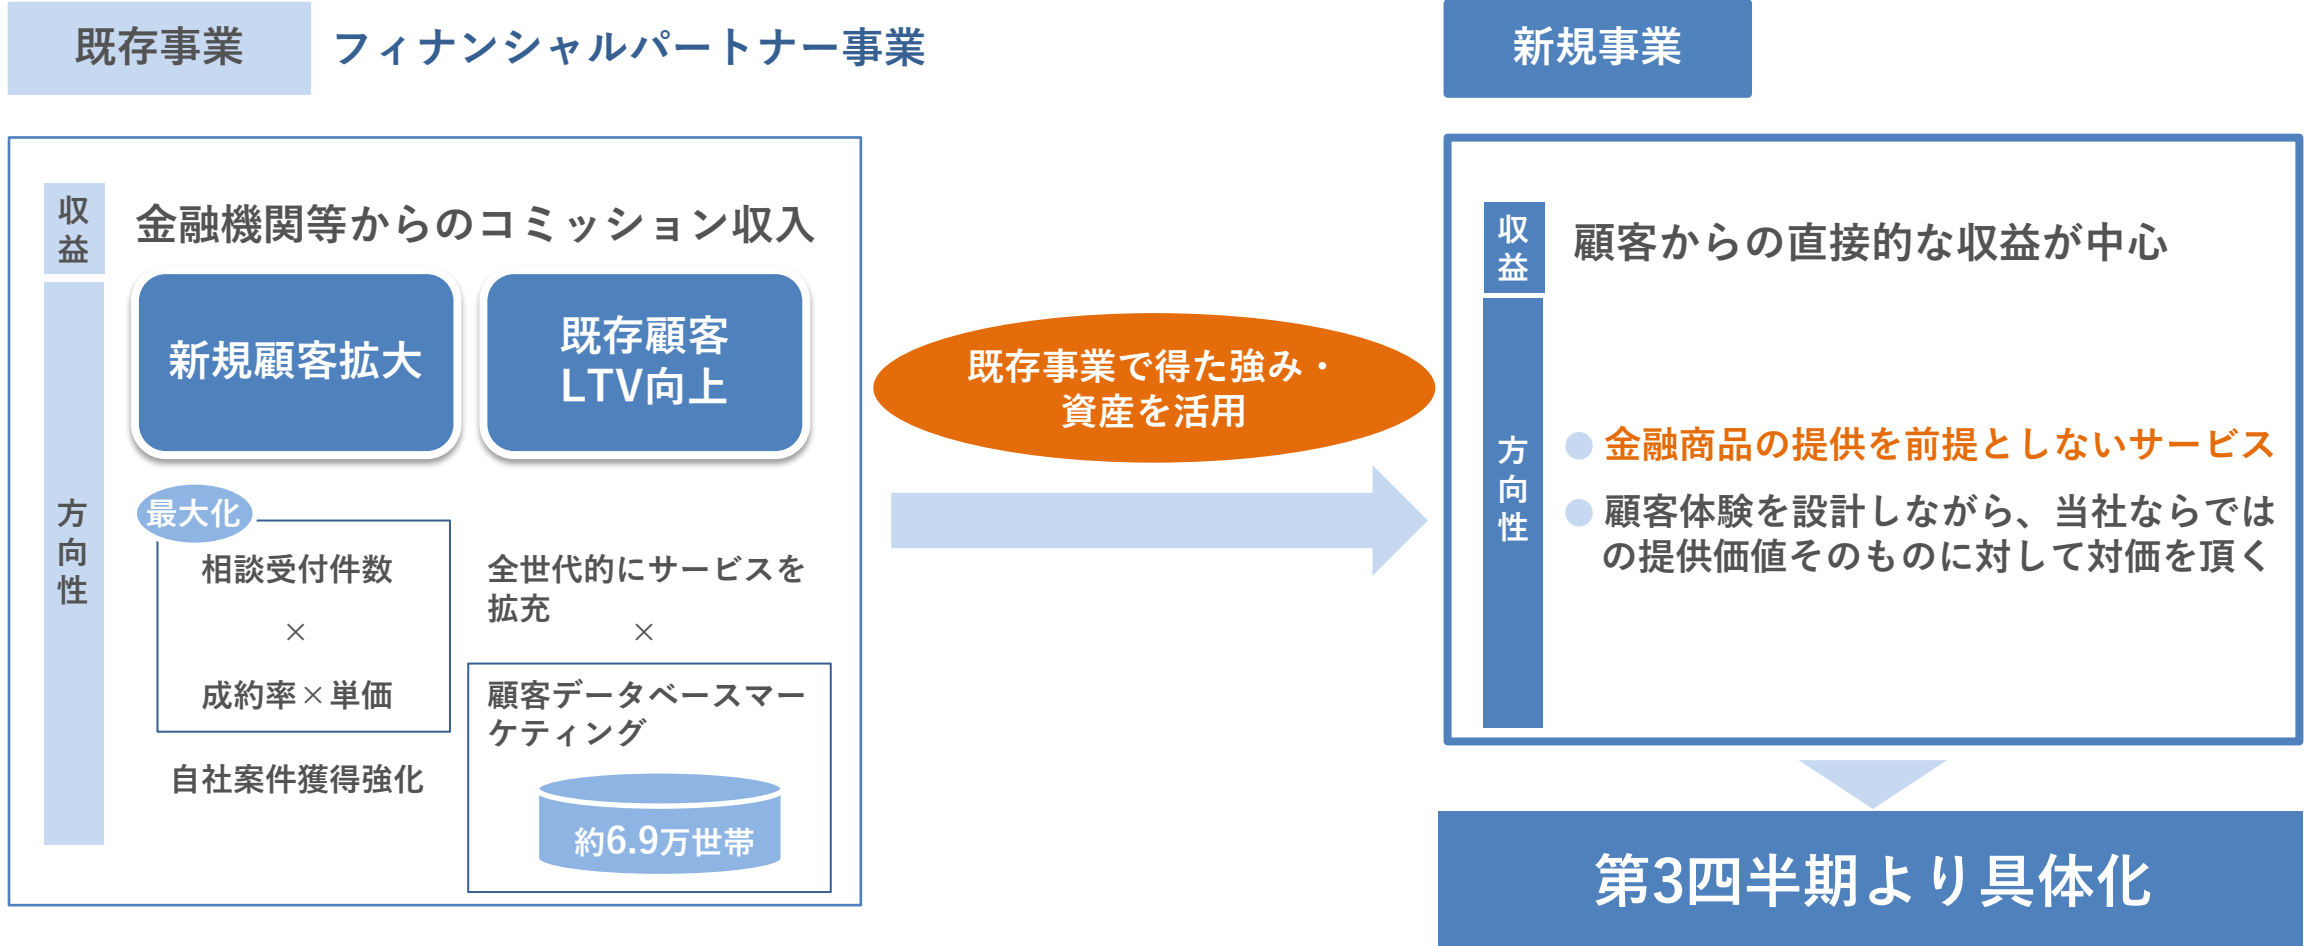 既存事業
フィナンシャルパートナー事業
収益
金融機関等からのコミッション収入
方向性
新規顧客拡大
既存顧客
LTV向上
最大化
相談受付件数
×
成約率×単価
自社案件獲得強化
全世代的にサービスを
拡充
×
顧客データベースマー
ケティング
約6.9万世帯
既存事業で得た強み・
資産を活用
新規事業
収益
顧客からの直接的な収益が中心
方向性
金融商品の提供を前提としないサービス
顧客体験を設計しながら、当社ならでは
の提供価値そのものに対して対価を頂く
第3四半期より具体化